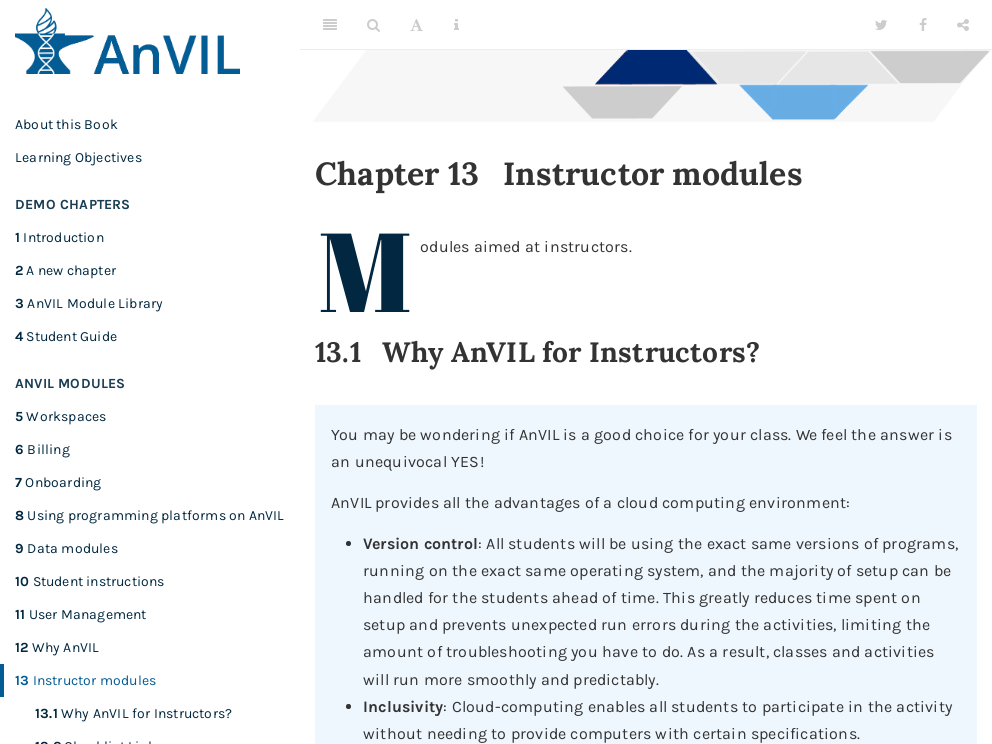 AnVIL
About this Book
Learning Objectives
DEMO CHAPTERS
1 Introduction
2 A new chapter
3 AnVIL Module Library
4 Student Guide
ANVIL MODULES
5 Workspaces
6 Billing
7 Onboarding
8 Using programming platforms on AnVIL
9 Data modules
10 Student instructions
11 User Management
12 Why AnVIL
13 Instructor modules
13.1 Why AnVIL for Instructors?
Chapter 13 Instructor modules
Modules aimed at instructors.
13.1 Why AnVIL for Instructors?
You may be wondering if AnVIL is a good choice for your class. We feel the answer is
an unequivocal YES!
AnVIL provides all the advantages of a cloud computing environment:
• Version control: All students will be using the exact same versions of programs,
running on the exact same operating system, and the majority of setup can be
handled for the students ahead of time. This greatly reduces time spent on
setup and prevents unexpected run errors during the activities, limiting the
amount of troubleshooting you have to do. As a result, classes and activities
will run more smoothly and predictably.
• Inclusivity: Cloud-computing enables all students to participate in the activity
without needing to provide computers with certain specifications.